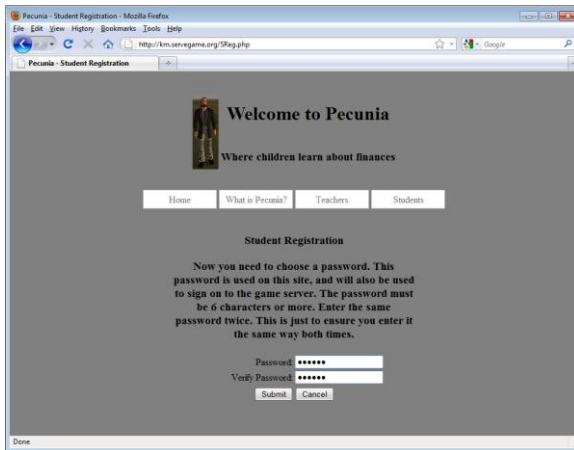 Pecunia - Student Registration - Mozilla Firefox
File Edit View History Bookmarks Tools Help
http://km.servegame.org/SReg.php
Google
Pecunia - Student Registration
Welcome to Pecunia
Where children learn about finances
Home What is Pecunia? Teachers Students
Student Registration
Now you need to choose a password. This
password is used on this site, and will also be used
to sign on to the game server. The password must
be 6 characters or more. Enter the same
password twice. This is just to ensure you enter it
the same way both times.
Password: ••••••
Verify Password: ••••••
Submit Cancel
Done